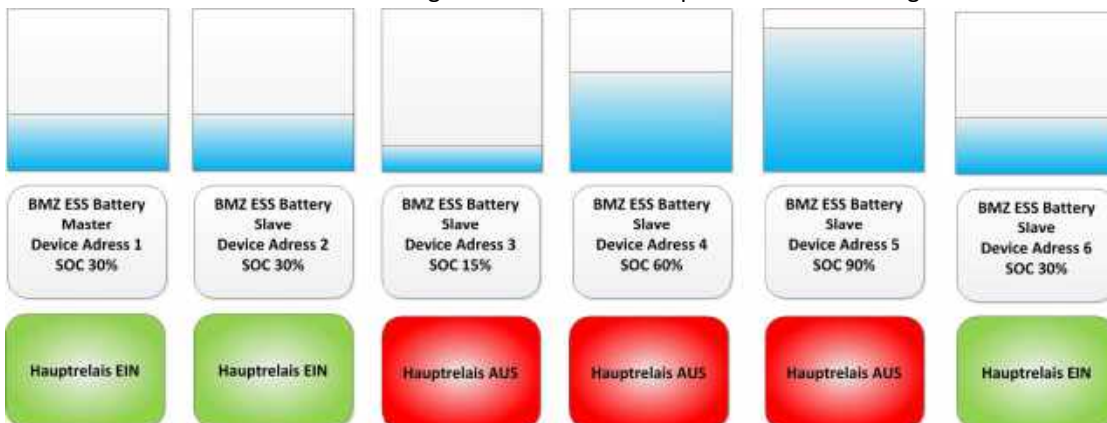 BMZ ESS Battery
Master
Device Adress 1
SOC 30%
BMZ ESS Battery
Slave
Device Adress 2
SOC 30%
BMZ ESS Battery
Slave
Device Adress 3
SOC 15%
BMZ ESS Battery
Slave
Device Adress 4
SOC 60%
BMZ ESS Battery
Slave
Device Adress 5
SOC 90%
BMZ ESS Battery
Slave
Device Adress 6
SOC 30%
Hauptrelais EIN
Hauptrelais EIN
Hauptrelais AUS
Hauptrelais AUS
Hauptrelais AUS
Hauptrelais EIN